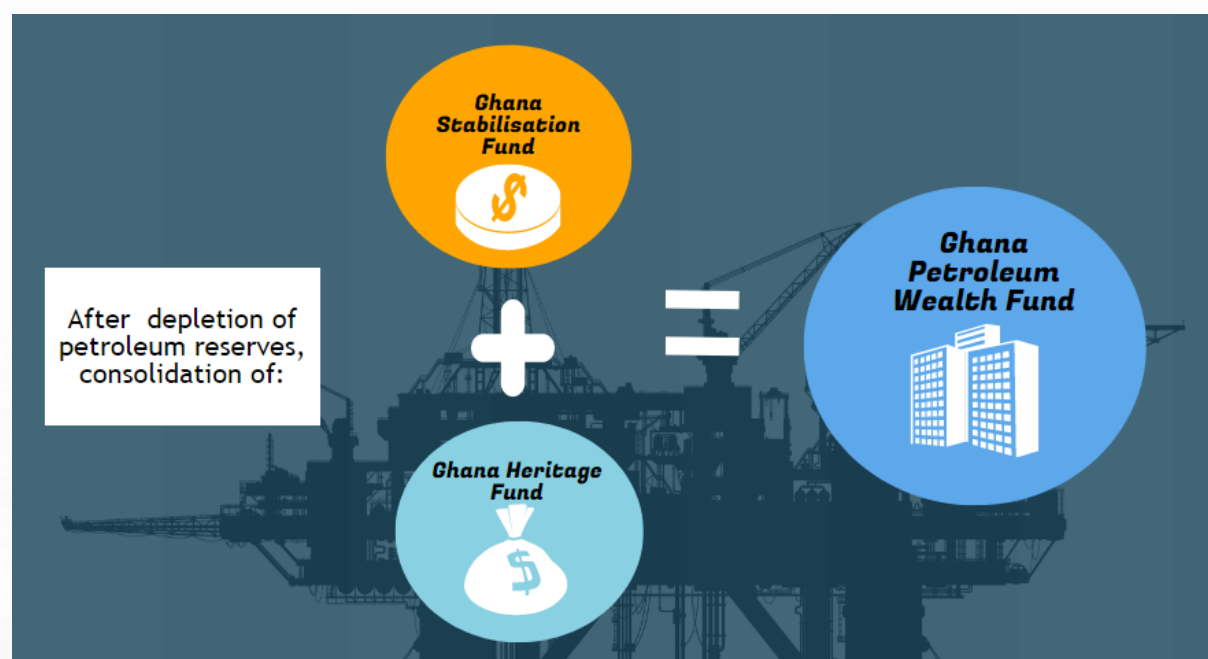 After  depletion of
petroleum reserves,
consolidation of:
Ghana
Stabilisation
Fund
$
Ghana Heritage
Fund
$
Ghana
Petroleum
Wealth Fund